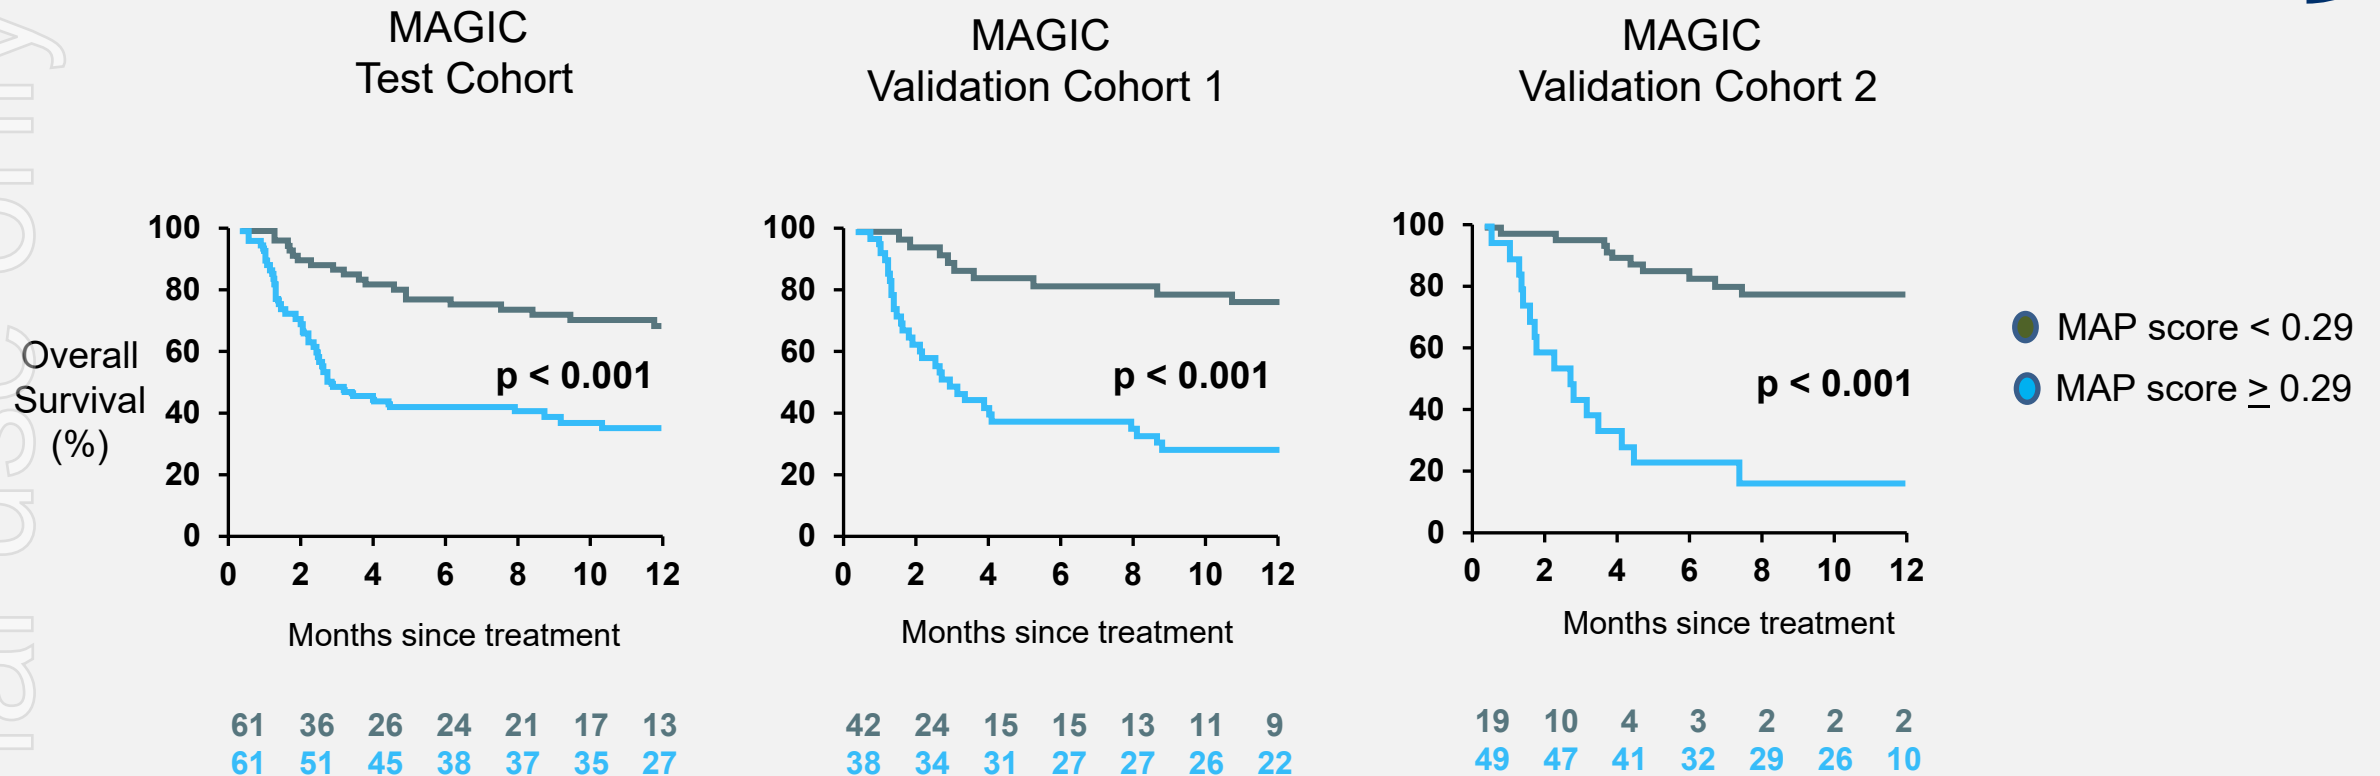 MAGIC
Test Cohort
MAGIC
Validation Cohort 1
MAGIC
Validation Cohort 2
Overall
Survival
(%)
100
80
60
40
20
0
p < 0.001
0 2 4 6 8 10 12
Months since treatment
61 36 26 24 21 17 13
61 51 45 38 37 35 27
100
80
60
40
20
0
p < 0.001
0 2 4 6 8 10 12
Months since treatment
42 24 15 15 13 11 9
38 34 31 27 27 26 22
100
80
60
40
20
0
p < 0.001
0 2 4 6 8 10 12
Months since treatment
19 10 4 3 2 2 2
49 47 41 32 29 26 10
MAP score < 0.29
MAP score ≥ 0.29